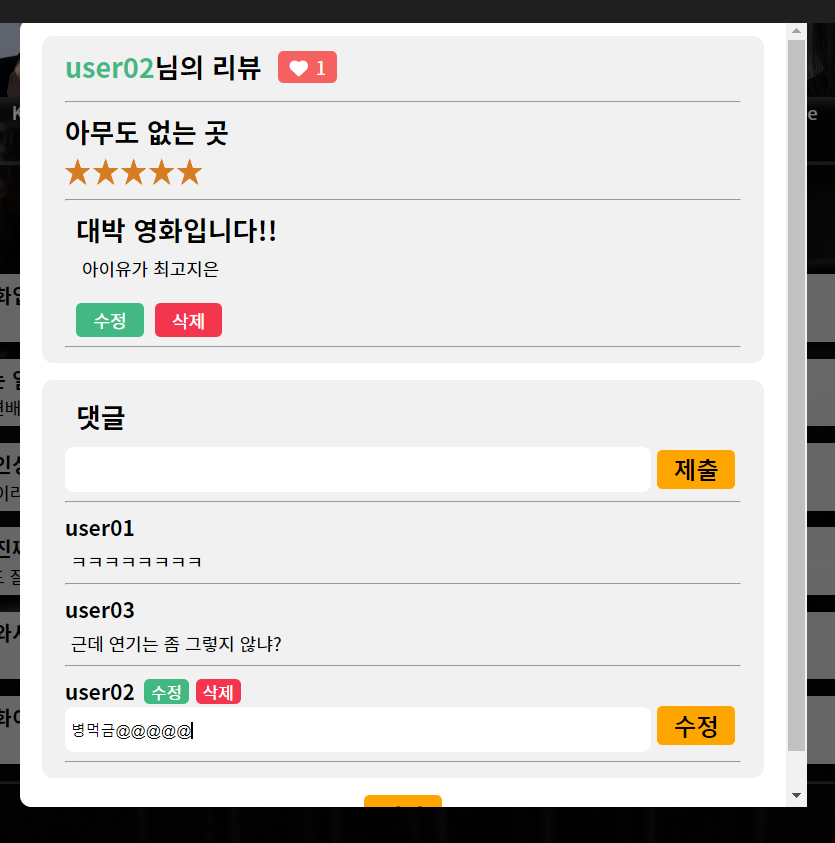 user02님의 리뷰 1
아무도 없는 곳
★★★★★
대박 영화입니다!!
아이유가 최고지은
수정 삭제
댓글
제출
user01
ㅋㅋㅋㅋㅋㅋㅋㅋ
user03
근데 연기는 좀 그렇지 않냐?
user02 수정 삭제
병먹금@@@@@
수정